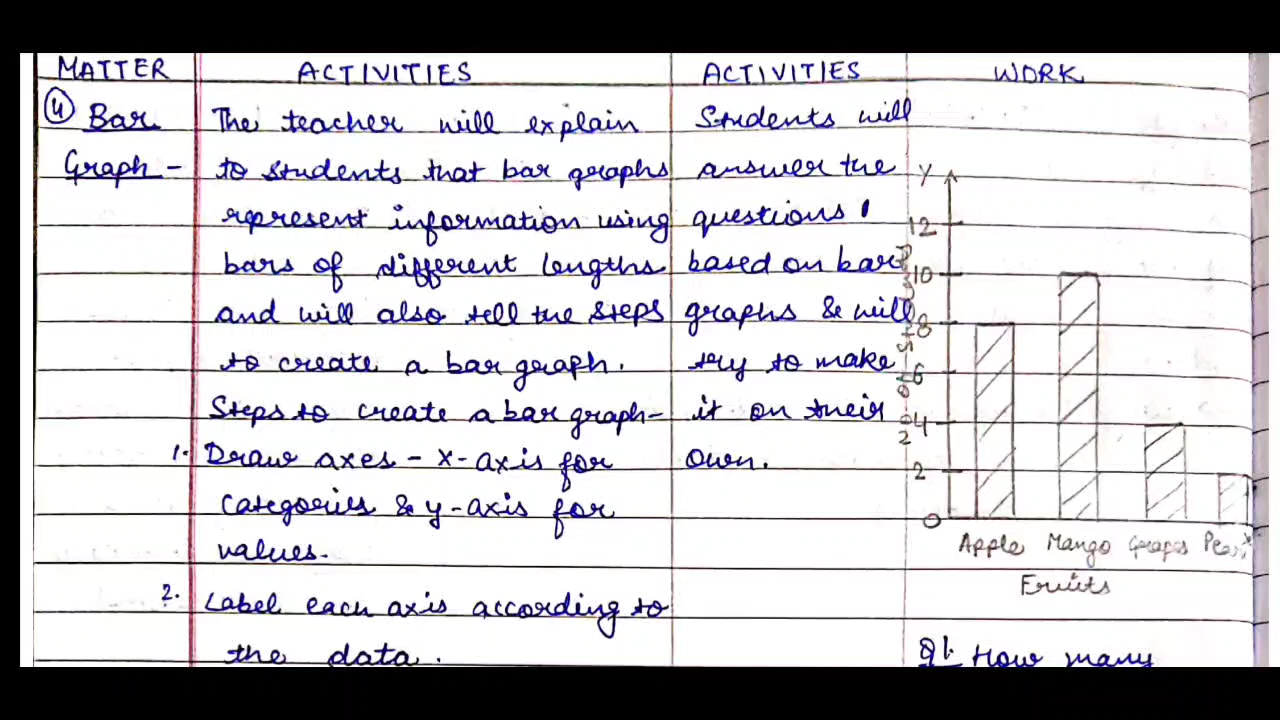 MATTER
ACTIVITIES
ACTIVITIES
WORK
4 Bar
Graph -
The teacher will explain
to students that bar graphs
represent information using
bars of different lengths
and will also tell the steps
to create a bar graph.
Steps to create a bar graph-
1. Draw axes - X-axis for
categories & y-axis for
values.
2. Label each axis according to
the data.
Students will
answer the
questions
based on bar
graphs & will
try to make
it on their
own.
Y
12
10
8
6
4
2
0
Apple Mango Grapes
Fruits
Q1. How many